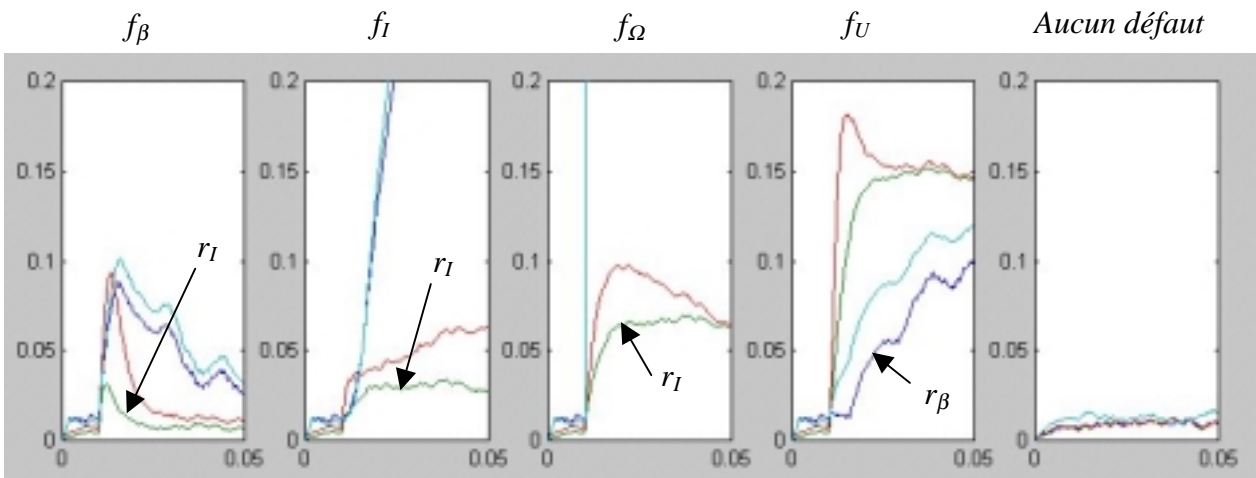 fβ fI fΩ fU Aucun défaut
0.2 0.2 0.2 0.2 0.2
0.15 0.15 0.15 0.15 0.15
rI
rI
0.1 0.1 0.1 0.1 0.1
0.05 0.05 0.05 0.05 0.05
rI rβ
0 0 0 0 0
0 0.05 0 0.05 0 0.05 0 0.05 0 0.05